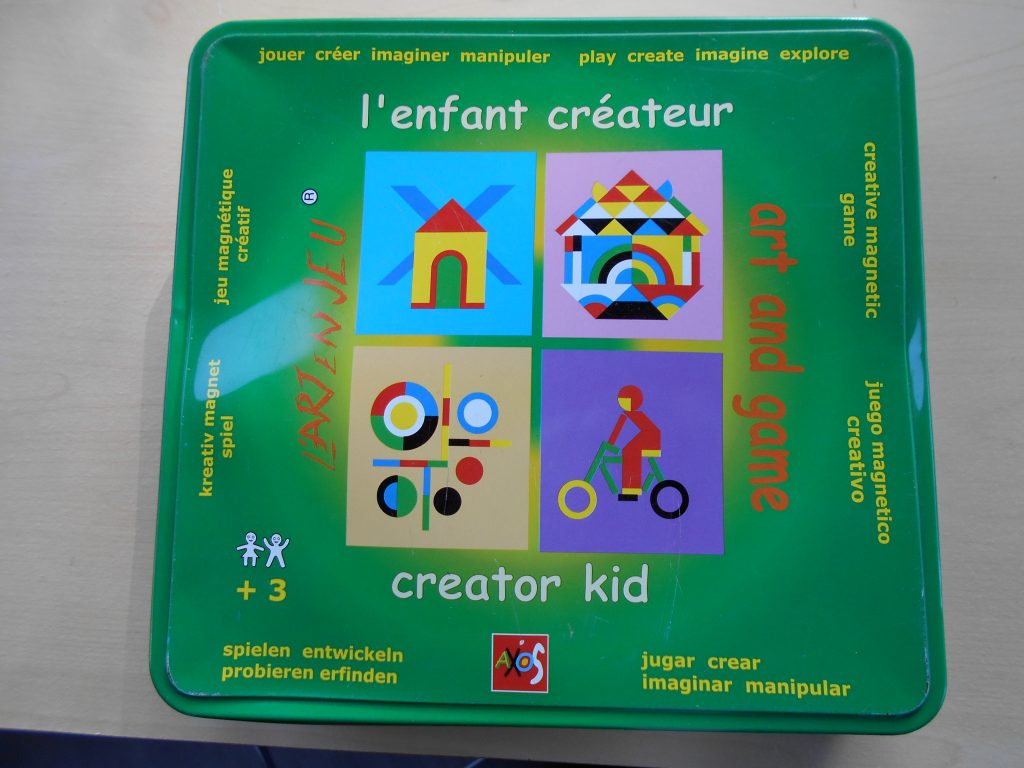 jouer créer imaginer manipuler
play create imagine explore
l'enfant créateur
jeu magnétique
créatif
kreativ magnet
spiel
L'ART EN JEU ®
art and game
creative magnetic
game
juego magnetico
creativo
+ 3
creator kid
spielen entwickeln
probieren erfinden
AXiOS
jugar crear
imaginar manipular